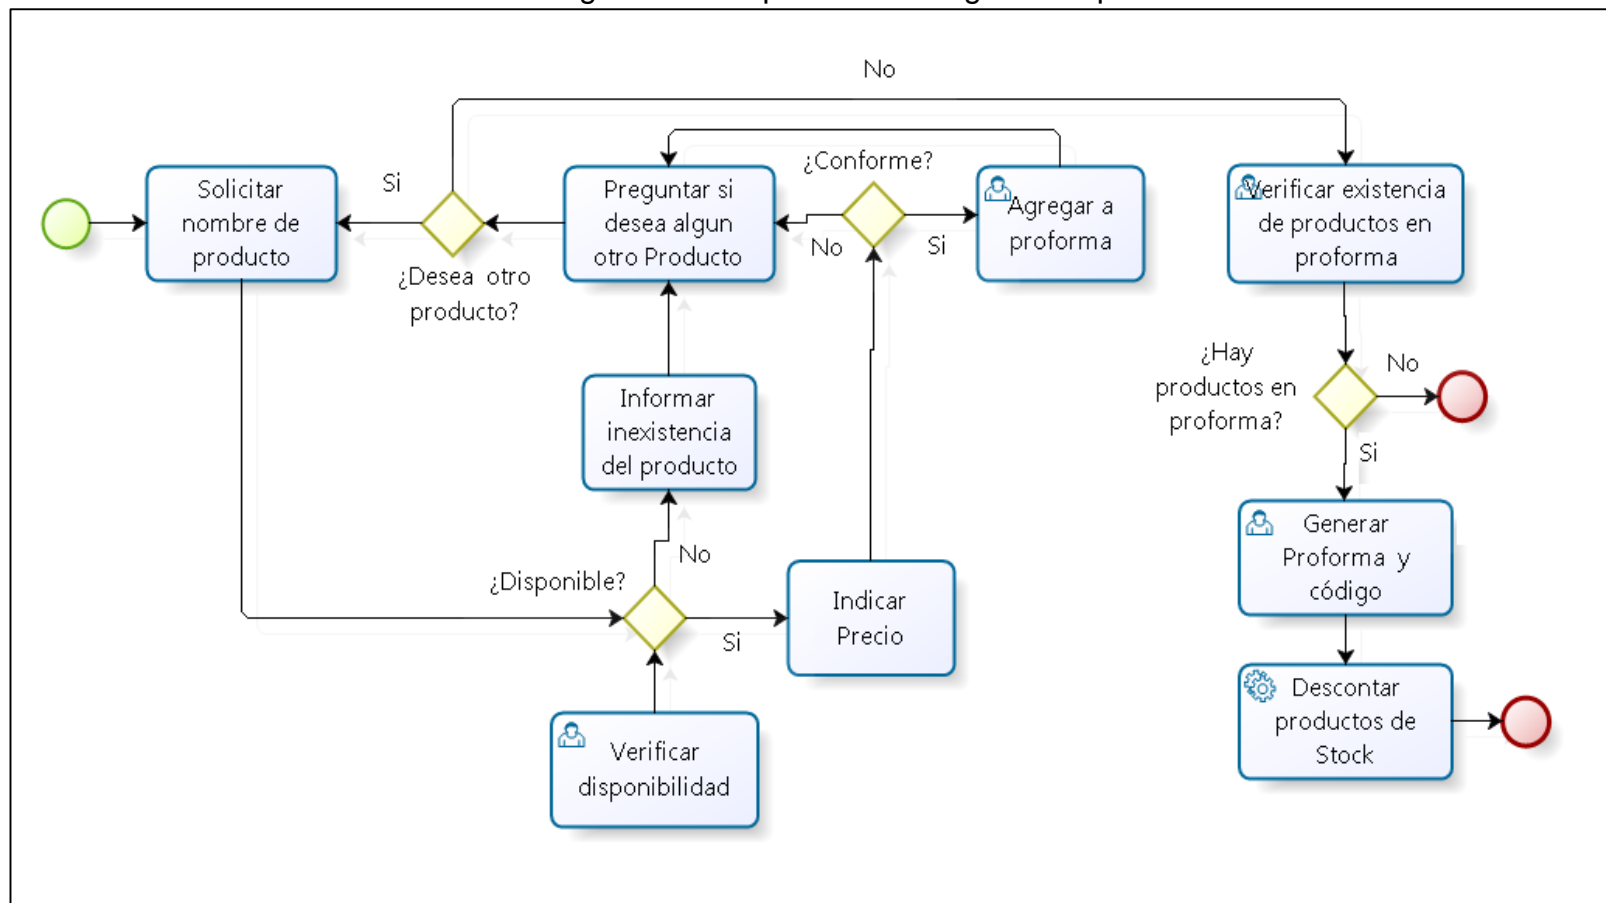 No
¿Conforme?
Si
Solicitar
nombre de
producto
Preguntar si
desea algun
otro Producto
No
Si
Agregar a
proforma
Verificar existencia
de productos en
proforma
¿Desea otro
producto?
¿Hay
productos en
proforma?
No
Si
Informar
inexistencia
del producto
¿Disponible?
No
Si
Indicar
Precio
Generar
Proforma y
código
Verificar
disponibilidad
Descontar
productos de
Stock